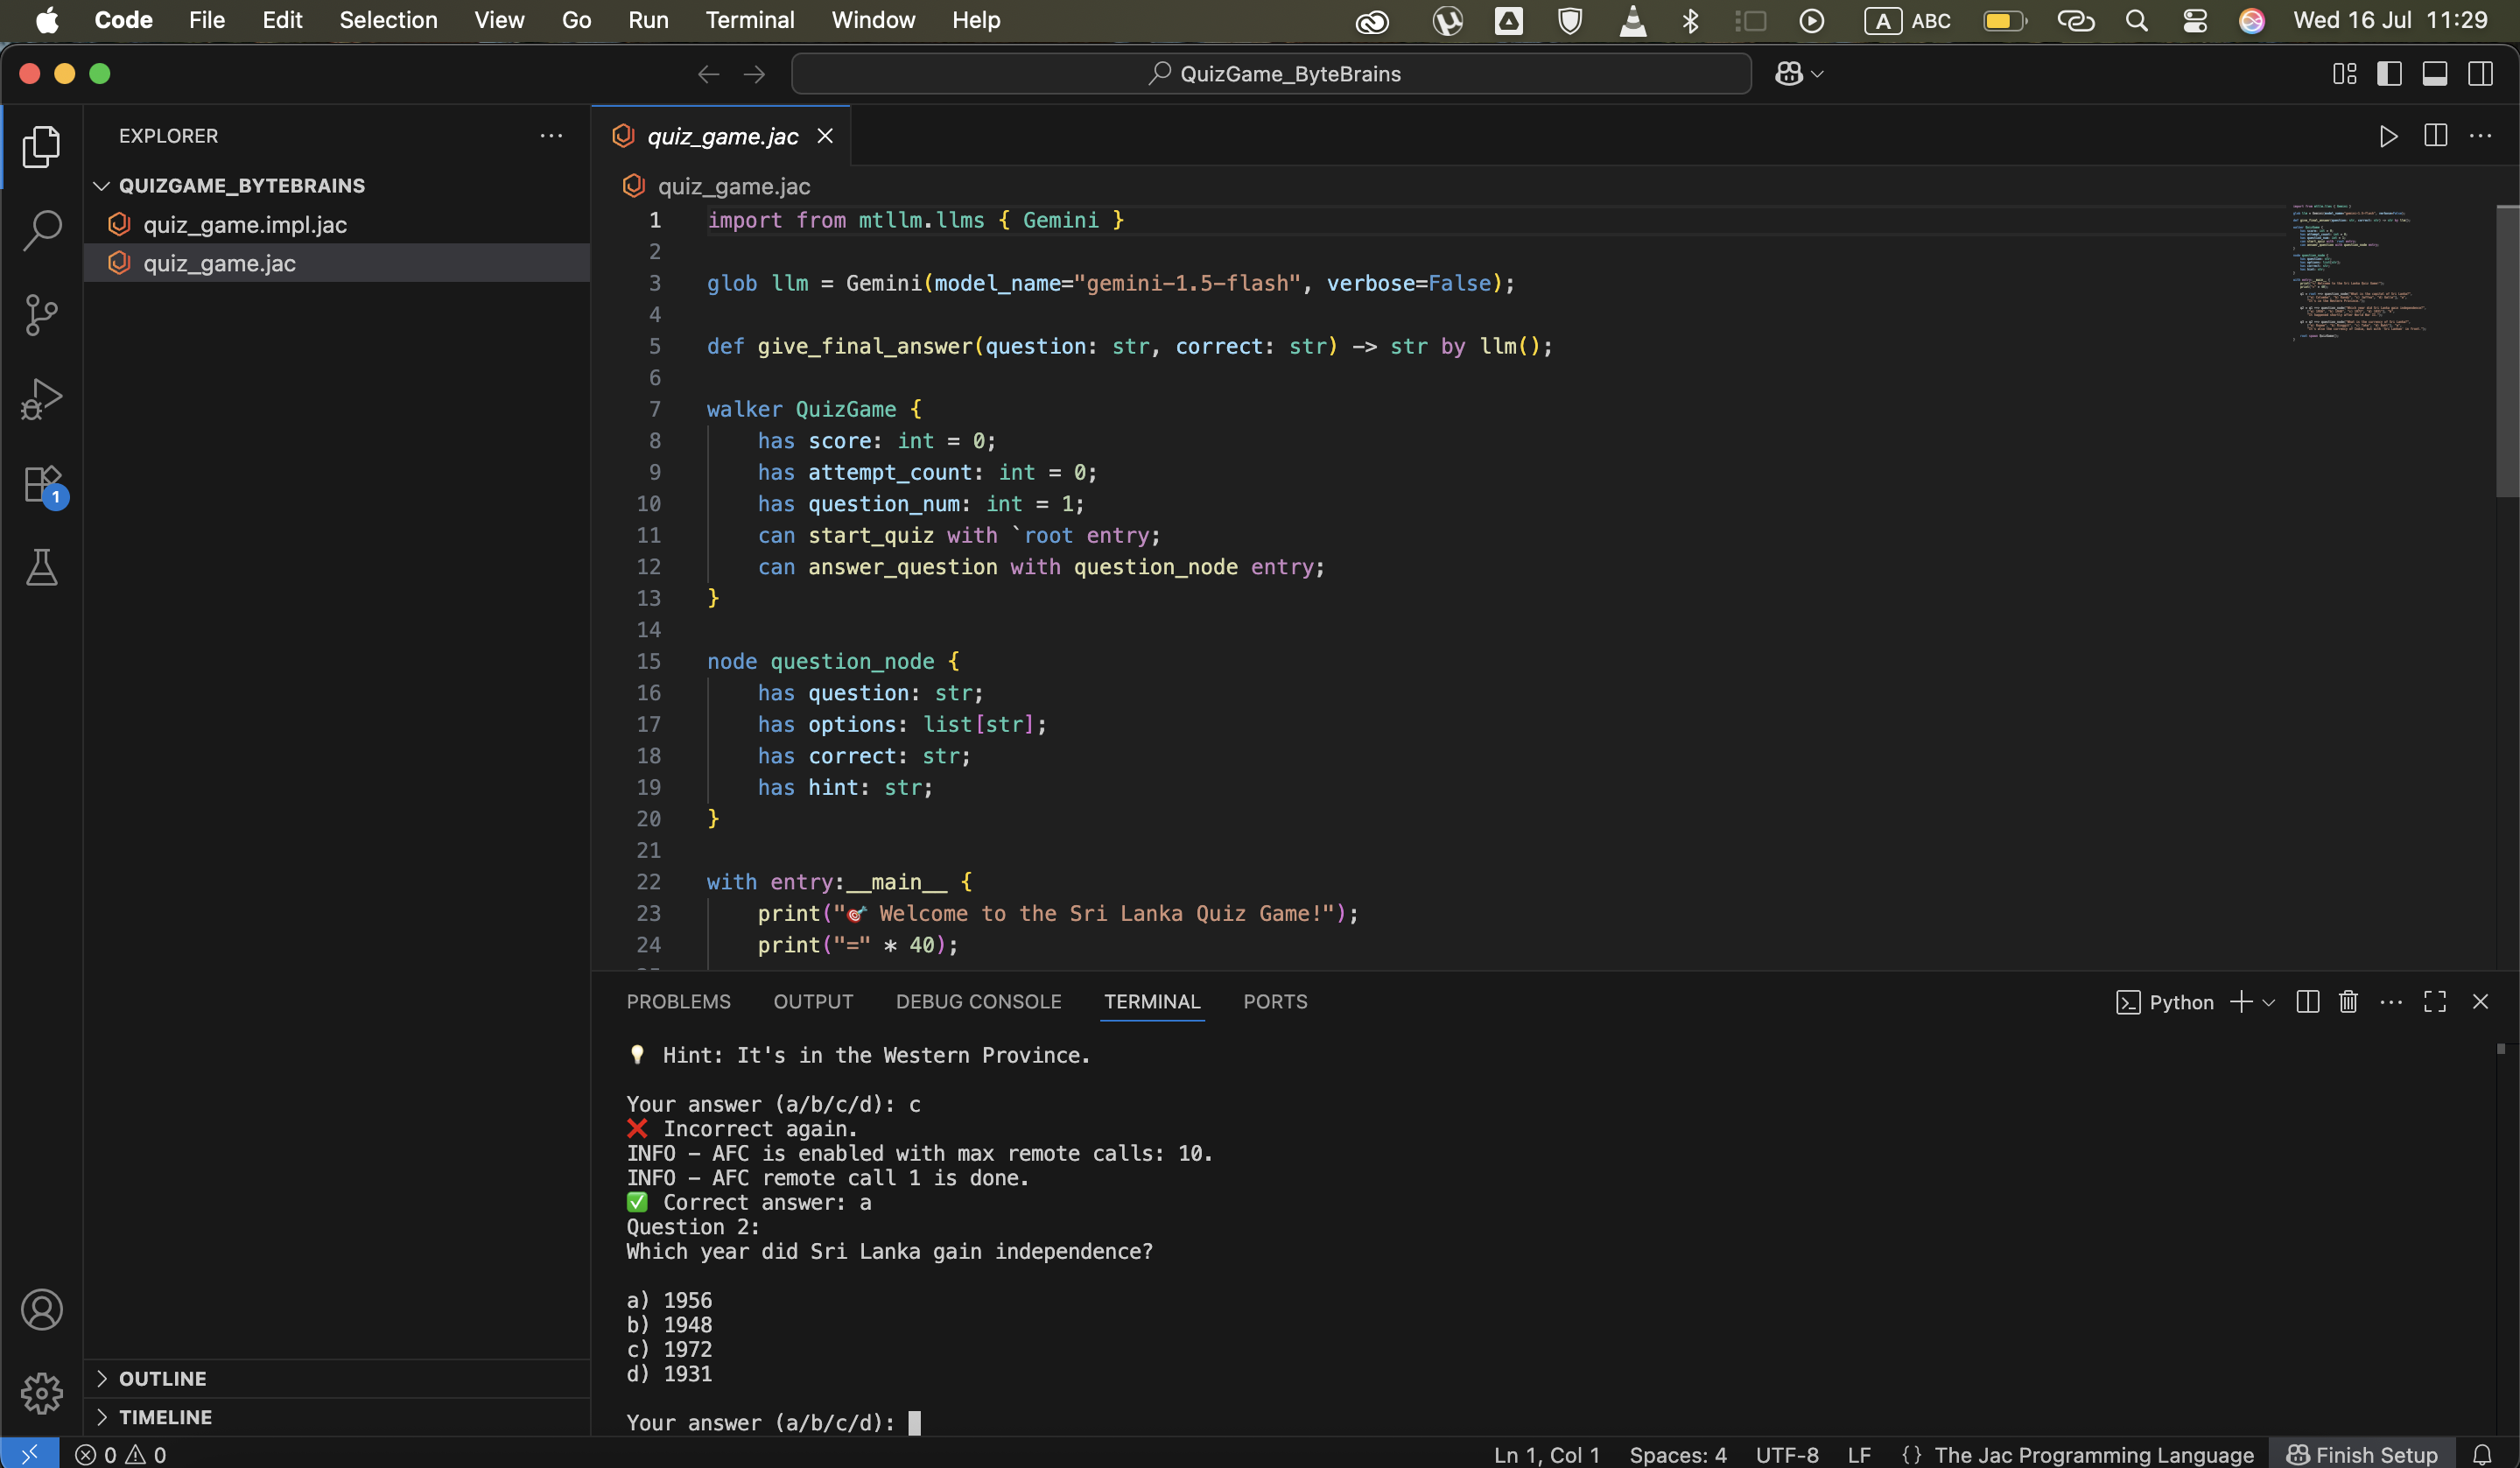 Code File Edit Selection View Go Run Terminal Window Help A ABC Wed 16 Jul 11:29
QuizGame_ByteBrains
EXPLORER
QUIZGAME_BYTEBRAINS
quiz_game.impl.jac
quiz_game.jac
1
OUTLINE
TIMELINE
quiz_game.jac
quiz_game.jac
1 import from mtllm.llms { Gemini }
2
3 glob llm = Gemini(model_name="gemini-1.5-flash", verbose=False);
4
5 def give_final_answer(question: str, correct: str) -> str by llm();
6
7 walker QuizGame {
8 has score: int = 0;
9 has attempt_count: int = 0;
10 has question_num: int = 1;
11 can start_quiz with `root entry;
12 can answer_question with question_node entry;
13 }
14
15 node question_node {
16 has question: str;
17 has options: list[str];
18 has correct: str;
19 has hint: str;
20 }
21
22 with entry:__main__ {
23 print("🎯 Welcome to the Sri Lanka Quiz Game!");
24 print("=" * 40);
PROBLEMS OUTPUT DEBUG CONSOLE TERMINAL PORTS Python
💡 Hint: It's in the Western Province.
Your answer (a/b/c/d): c
❌ Incorrect again.
INFO - AFC is enabled with max remote calls: 10.
INFO - AFC remote call 1 is done.
✅ Correct answer: a
Question 2:
Which year did Sri Lanka gain independence?
a) 1956
b) 1948
c) 1972
d) 1931
Your answer (a/b/c/d):
0 0 Ln 1, Col 1 Spaces: 4 UTF-8 LF {} The Jac Programming Language Finish Setup